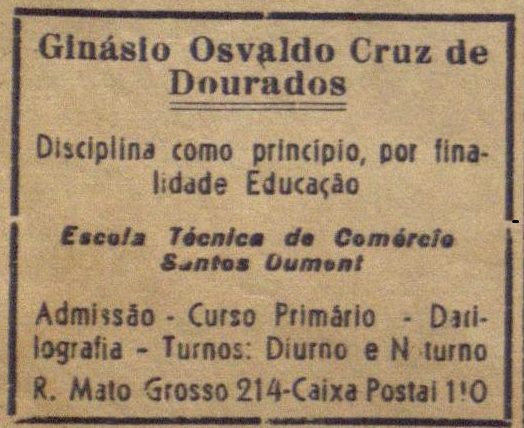 Ginásio Osvaldo Cruz de
Dourados
Disciplina como princípio, por fina-
lidade Educação
Escola Técnica de Comércio
Santos Dumont
Admissão - Curso Primário - Dati-
lografia - Turnos: Diurno e Noturno
R. Mato Grosso 214-Caixa Postal